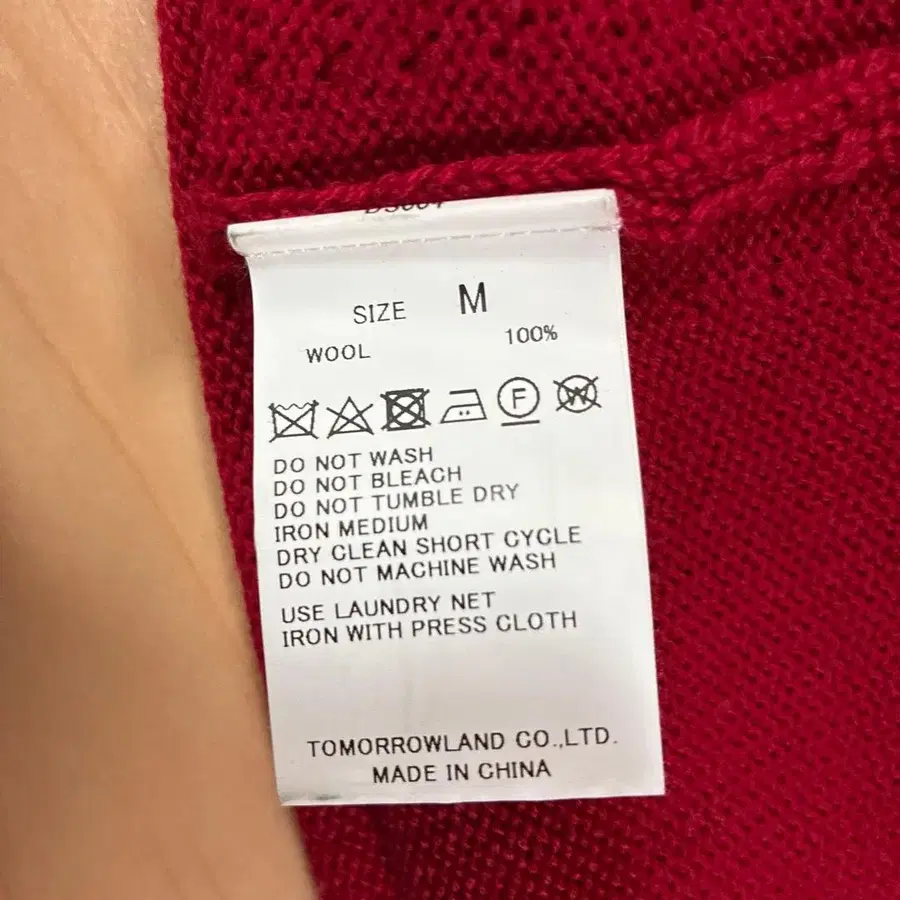 SIZE M
WOOL 100%
F W
DO NOT WASH
DO NOT BLEACH
DO NOT TUMBLE DRY
IRON MEDIUM
DRY CLEAN SHORT CYCLE
DO NOT MACHINE WASH
USE LAUNDRY NET
IRON WITH PRESS CLOTH
TOMORROWLAND CO.,LTD.
MADE IN CHINA